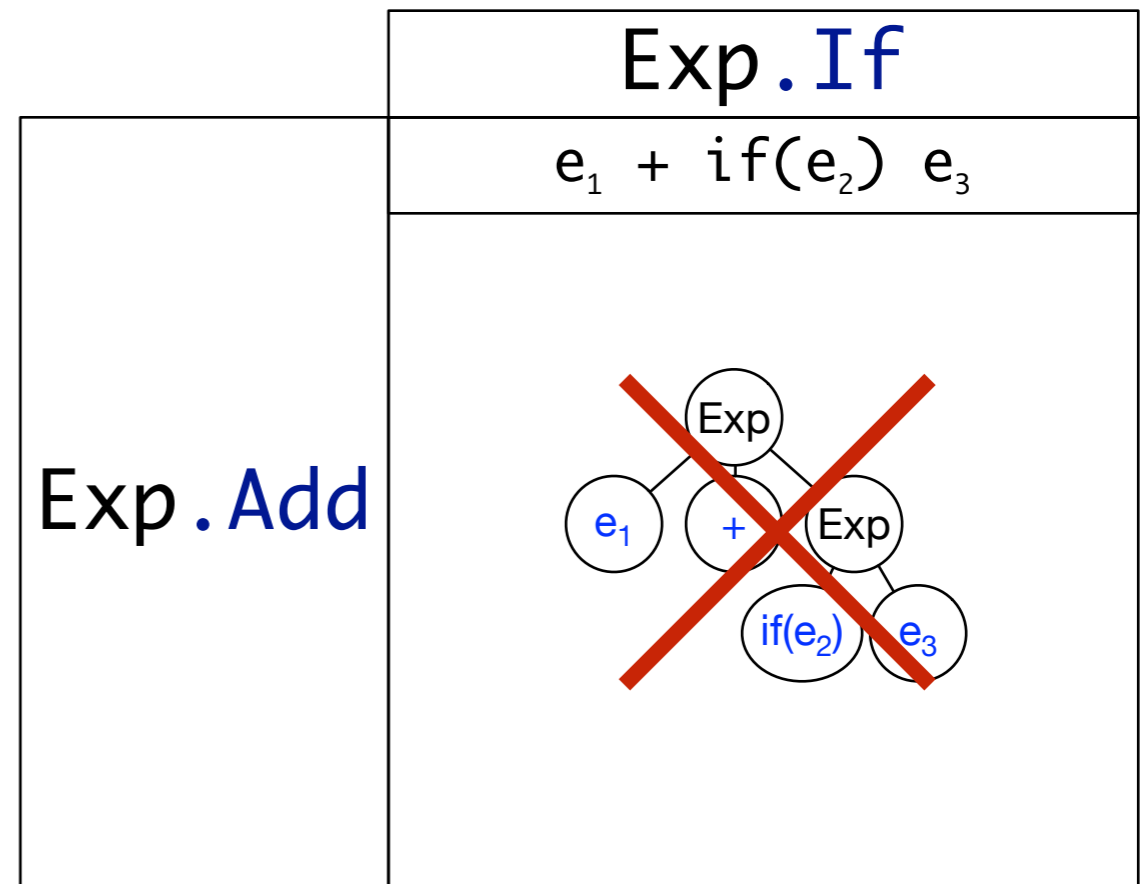 Exp.If
e₁ + if(e₂) e₃
Exp.Add
Exp
e₁ + Exp
if(e₂) e₃